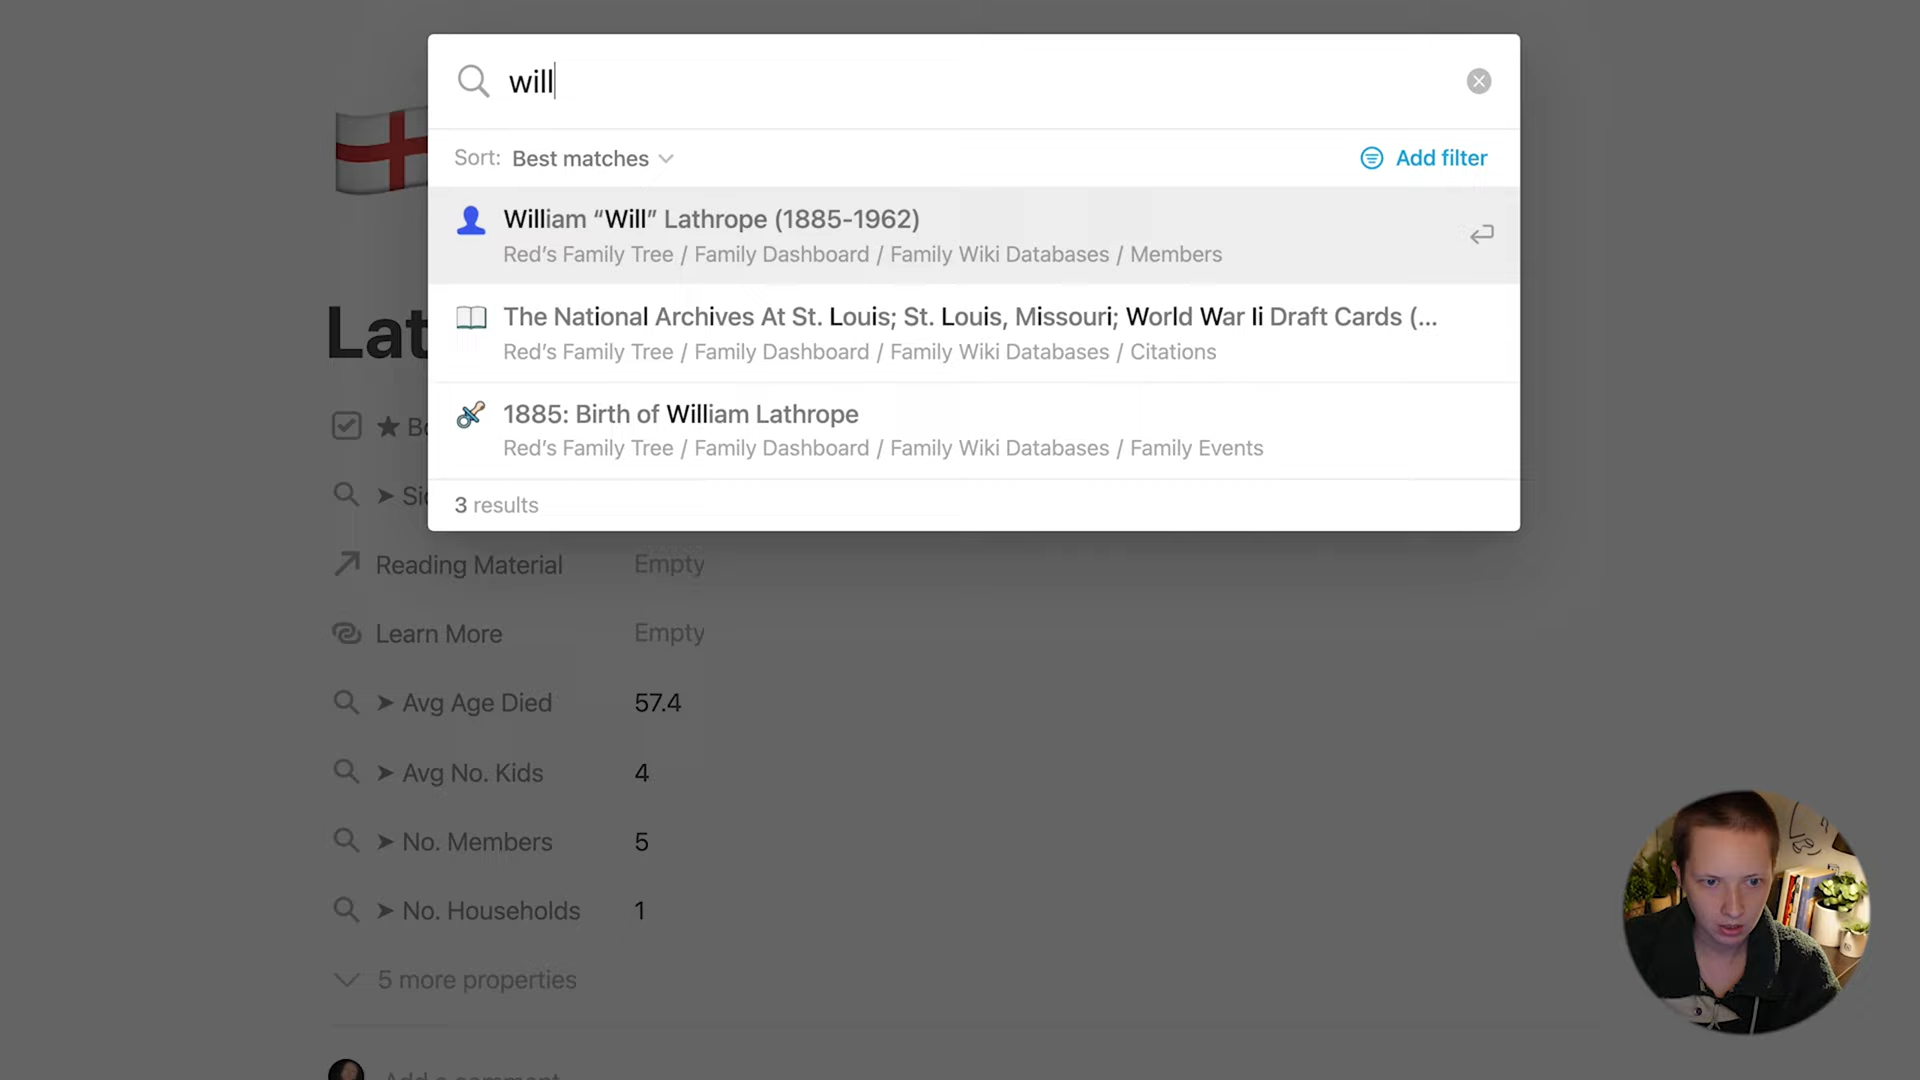 will
Sort: Best matches
Add filter
William “Will” Lathrope (1885-1962)
Red’s Family Tree / Family Dashboard / Family Wiki Databases / Members
The National Archives At St. Louis; St. Louis, Missouri; World War Ii Draft Cards (...
Red’s Family Tree / Family Dashboard / Family Wiki Databases / Citations
1885: Birth of William Lathrope
Red’s Family Tree / Family Dashboard / Family Wiki Databases / Family Events
3 results
Lat
★ Bo
➤ Si
Reading Material Empty
Learn More Empty
➤ Avg Age Died 57.4
➤ Avg No. Kids 4
➤ No. Members 5
➤ No. Households 1
5 more properties
Add a comment